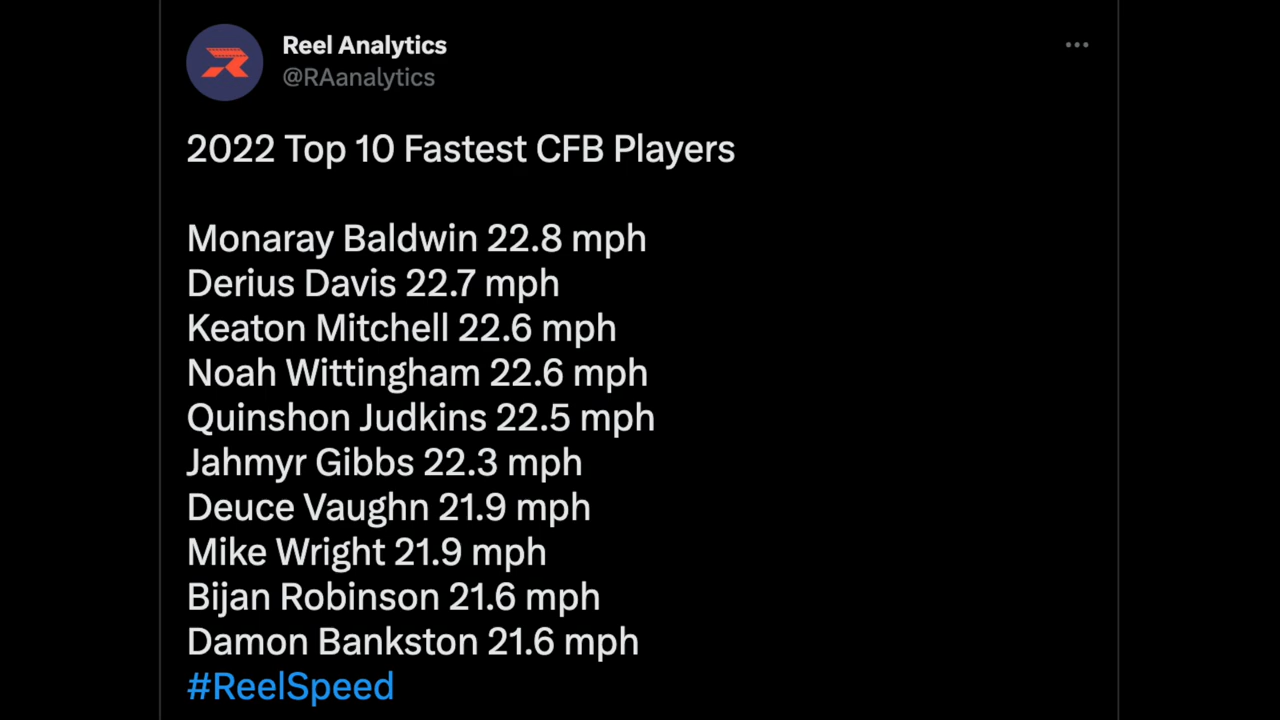 Reel Analytics
@RAanalytics
2022 Top 10 Fastest CFB Players
Monaray Baldwin 22.8 mph
Derius Davis 22.7 mph
Keaton Mitchell 22.6 mph
Noah Wittingham 22.6 mph
Quinshon Judkins 22.5 mph
Jahmyr Gibbs 22.3 mph
Deuce Vaughn 21.9 mph
Mike Wright 21.9 mph
Bijan Robinson 21.6 mph
Damon Bankston 21.6 mph
#ReelSpeed